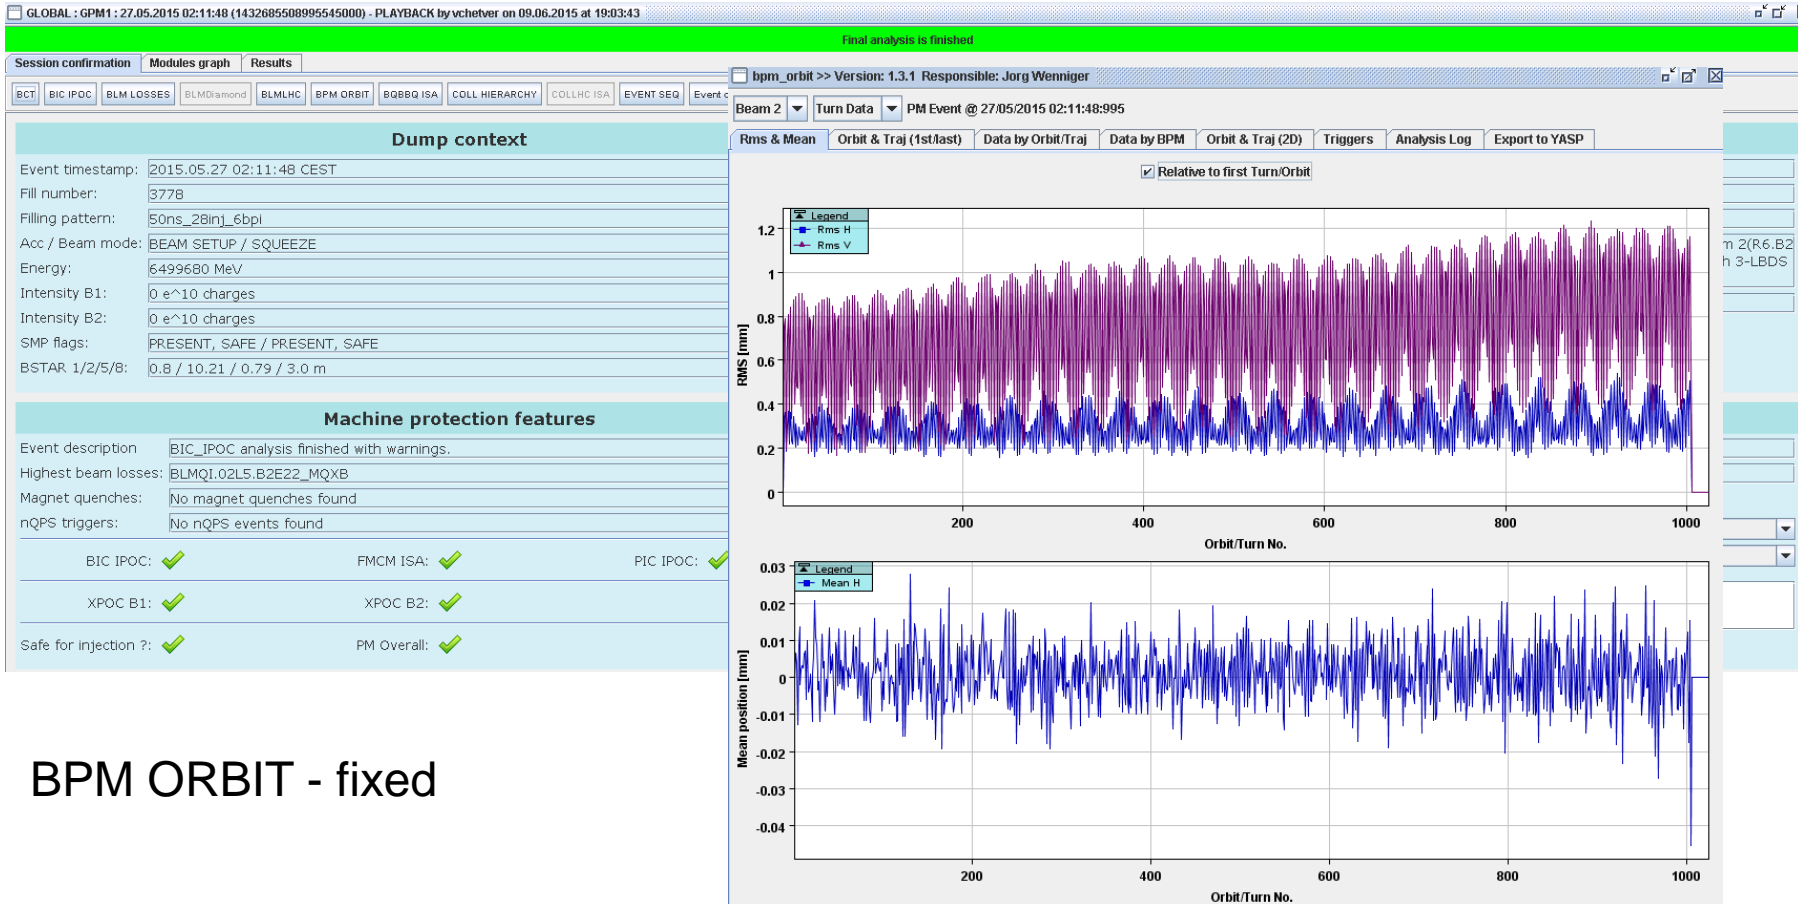 GLOBAL : GPM1 : 27.05.2015 02:11:48 (1432685508995545000) - PLAYBACK by vchetver on 09.06.2015 at 19:03:43
Final analysis is finished
Session confirmation Modules graph Results
BCT BIC IPOC BLM LOSSES BLMDiamond BLMLHC BPM ORBIT BQBBQ ISA COLL HIERARCHY COLLHC ISA EVENT SEQ Event c
Dump context
Event timestamp: 2015.05.27 02:11:48 CEST
Fill number: 3778
Filling pattern: 50ns_28inj_6bpi
Acc / Beam mode: BEAM SETUP / SQUEEZE
Energy: 6499680 MeV
Intensity B1: 0 e^10 charges
Intensity B2: 0 e^10 charges
SMP flags: PRESENT, SAFE / PRESENT, SAFE
BSTAR 1/2/5/8: 0.8 / 10.21 / 0.79 / 3.0 m
Machine protection features
Event description BIC_IPOC analysis finished with warnings.
Highest beam losses: BLMQI.02L5.B2E22_MQXB
Magnet quenches: No magnet quenches found
nQPS triggers: No nQPS events found
BIC IPOC: FMCM ISA: PIC IPOC:
XPOC B1: XPOC B2:
Safe for injection ?: PM Overall:
bpm_orbit >> Version: 1.3.1 Responsible: Jorg Wenniger
Beam 2 Turn Data PM Event @ 27/05/2015 02:11:48:995
Rms & Mean Orbit & Traj (1st/last) Data by Orbit/Traj Data by BPM Orbit & Traj (2D) Triggers Analysis Log Export to YASP
Relative to first Turn/Orbit
Legend
Rms H
Rms V
RMS [mm]
1.2
1
0.8
0.6
0.4
0.2
0
200 400 600 800 1000
Orbit/Turn No.
Legend
Mean H
Mean position [mm]
0.03
0.02
0.01
0
-0.01
-0.02
-0.03
-0.04
200 400 600 800 1000
Orbit/Turn No.
m 2(R6.B2
h 3-LBDS
BPM ORBIT - fixed